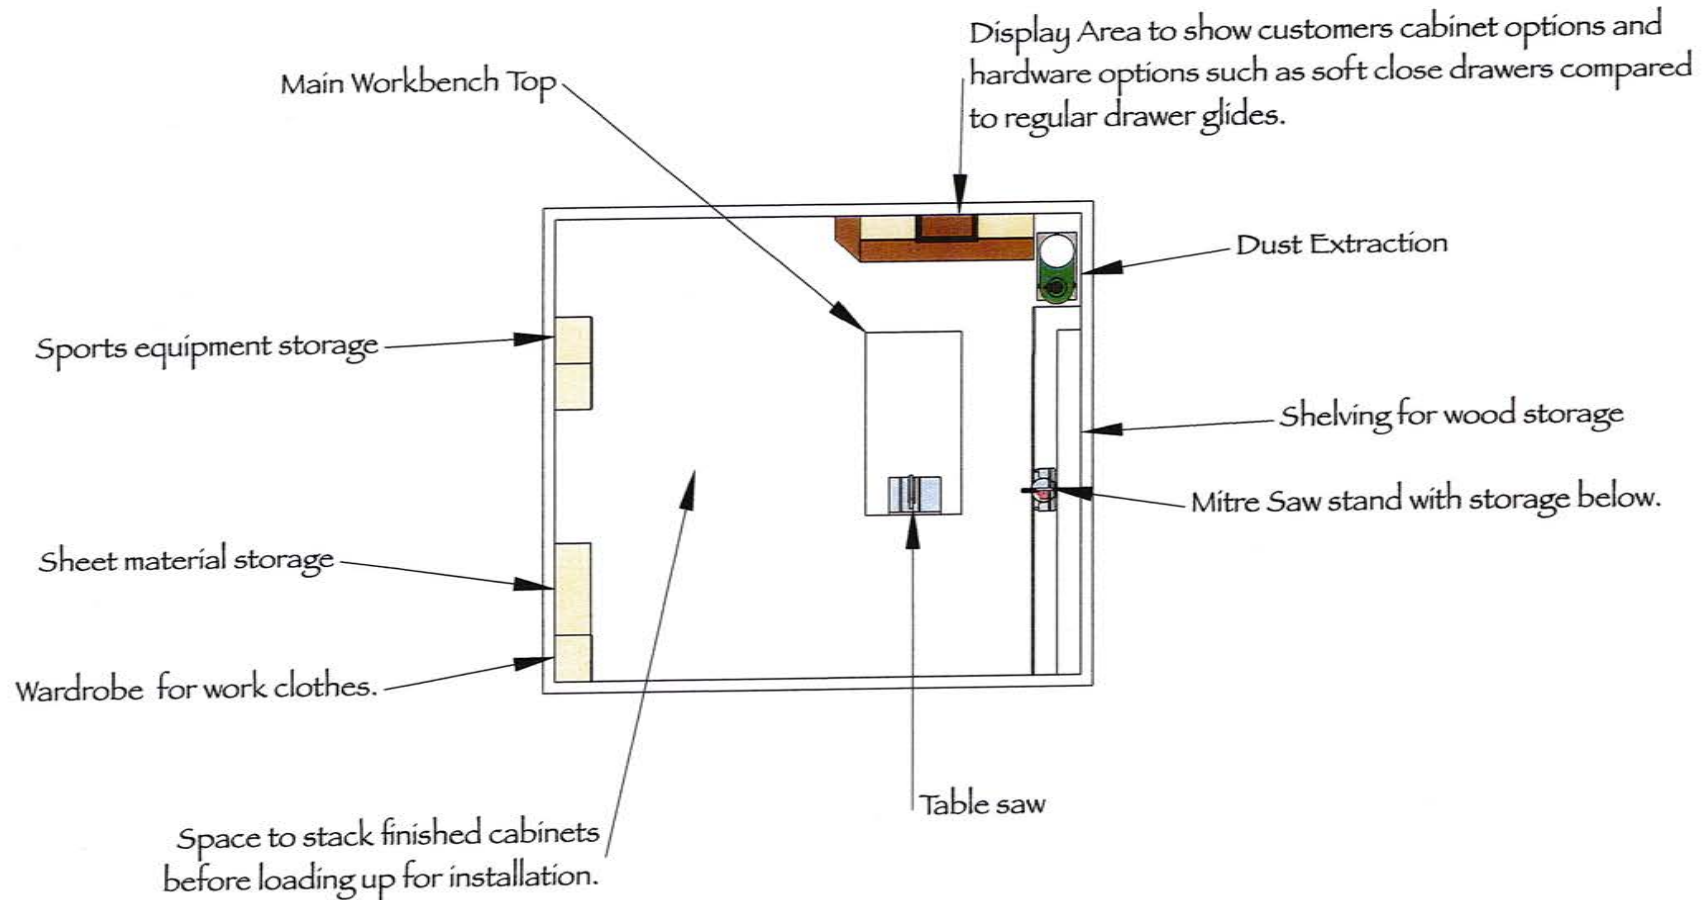 Display Area to show customers cabinet options and
hardware options such as soft close drawers compared
to regular drawer glides.
Main Workbench Top
Dust Extraction
Sports equipment storage
Shelving for wood storage
Mitre Saw stand with storage below.
Sheet material storage
Wardrobe for work clothes.
Table saw
Space to stack finished cabinets
before loading up for installation.